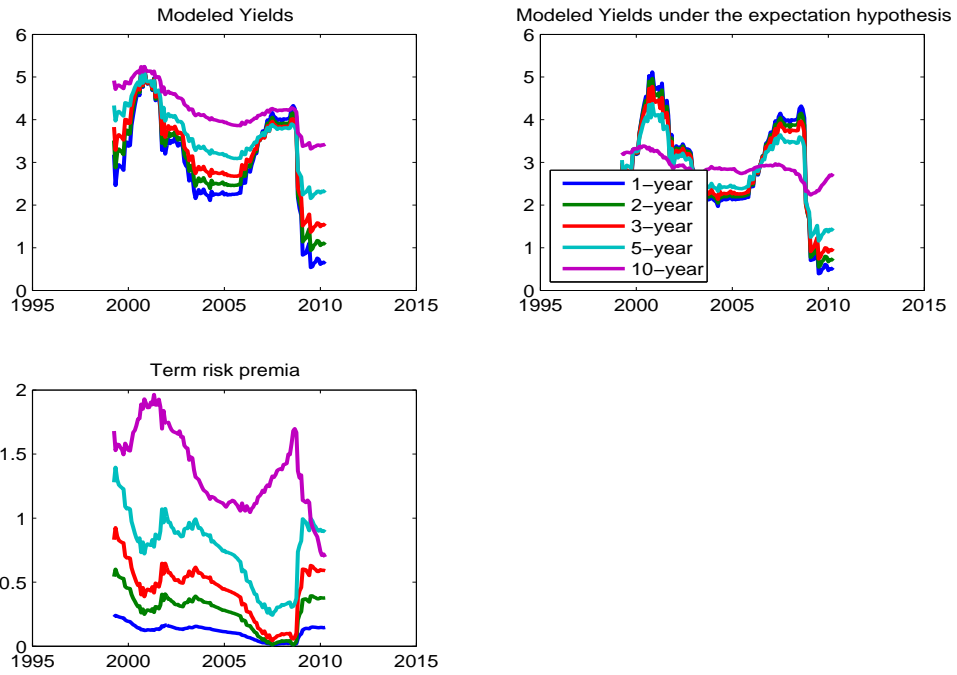 Modeled Yields
6
5
4
3
2
1
0
1995 2000 2005 2010 2015
Modeled Yields under the expectation hypothesis
6
5
4
3
2
1
0
1-year
2-year
3-year
5-year
10-year
1995 2000 2005 2010 2015
Term risk premia
2
1.5
1
0.5
0
1995 2000 2005 2010 2015